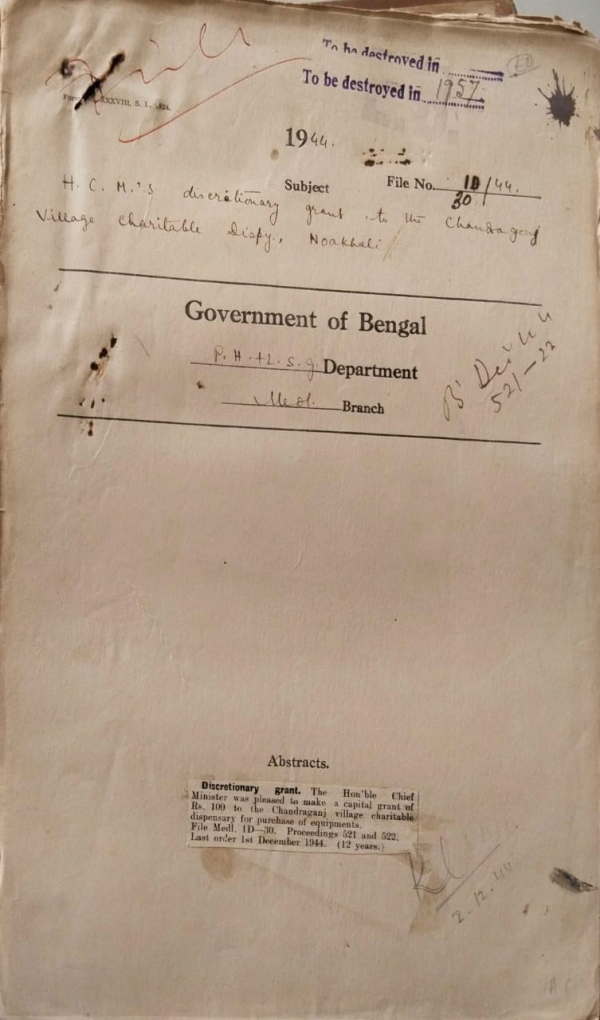 To be destroyed in
To be destroyed in 1957
XXXVIII, S. 1.,
1944.
Subject
File No. 1D/44.
30
H. C. M.'s discretionary grant to the Chandraganj
Village Charitable Dispy., Noakhali
Government of Bengal
P. H. & L. S. G. Department
Medl. Branch
521-22
Abstracts.
Discretionary grant. The Hon'ble Chief
Minister was pleased to make a capital grant of
Rs. 100 to the Chandraganj village charitable
dispensary for purchase of equipments.
File Medl. 1D—30. Proceedings 521 and 522.
Last order 1st December 1944. (12 years.)
2.12.44